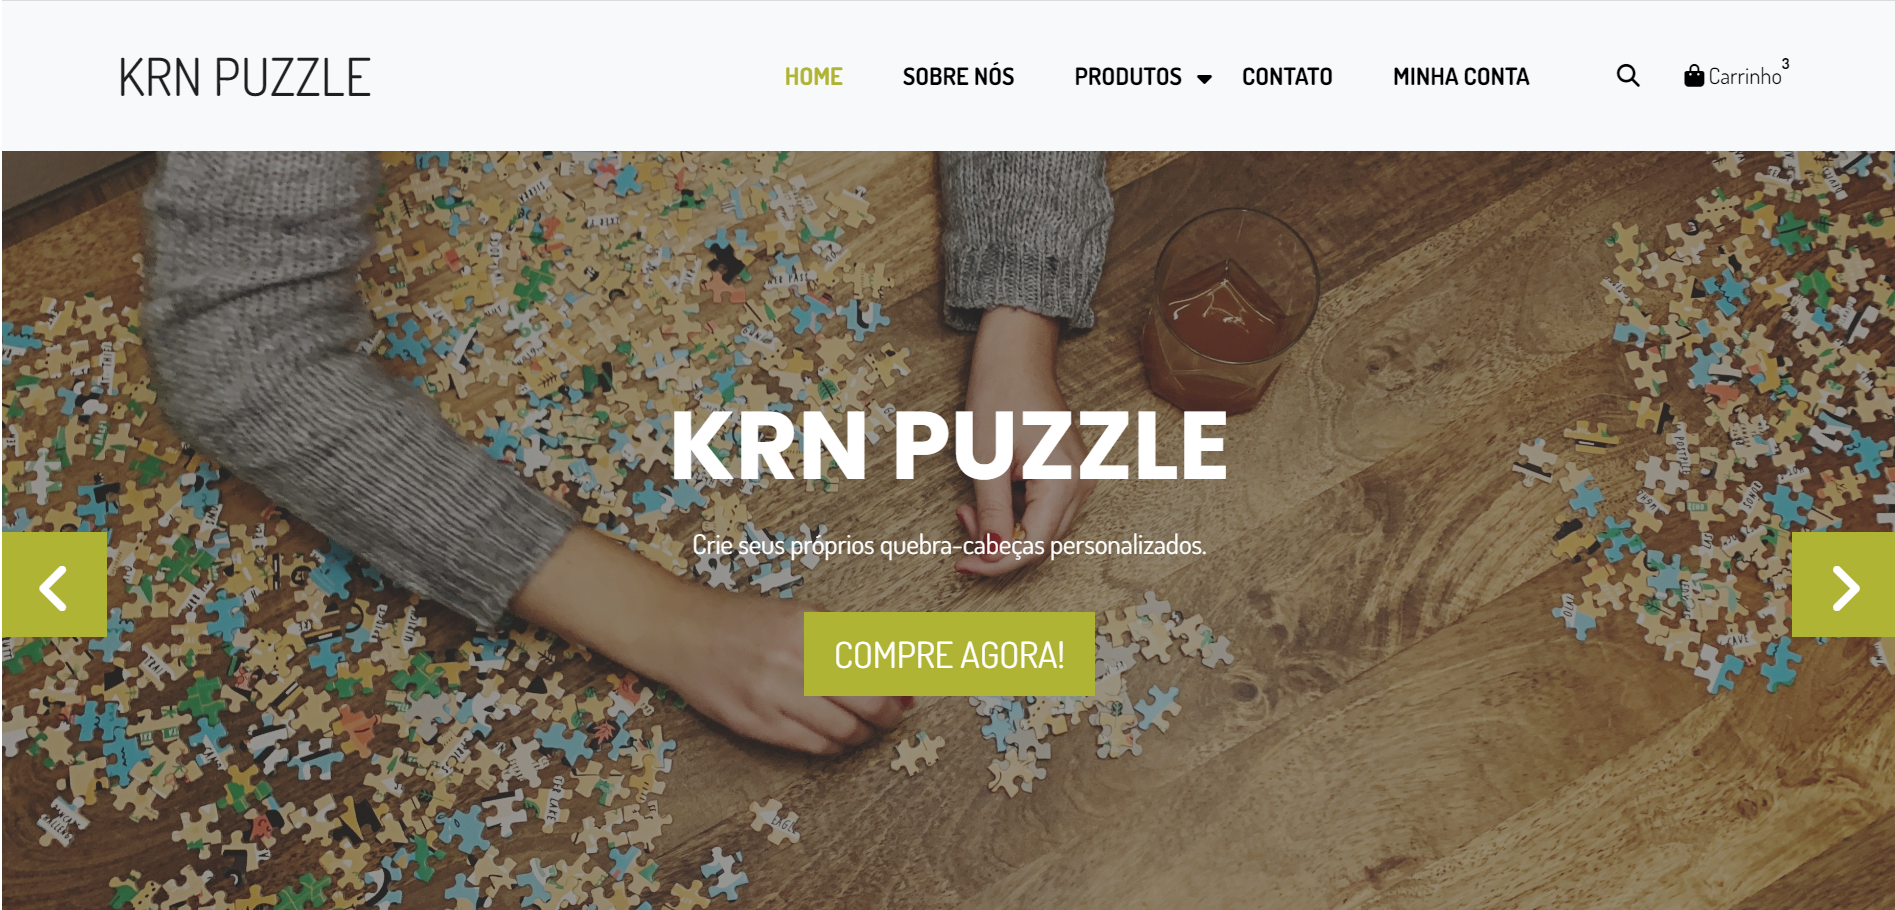 KRN PUZZLE
HOME SOBRE NÓS PRODUTOS CONTATO MINHA CONTA Carrinho 3
KRN PUZZLE
Crie seus próprios quebra-cabeças personalizados.
COMPRE AGORA!